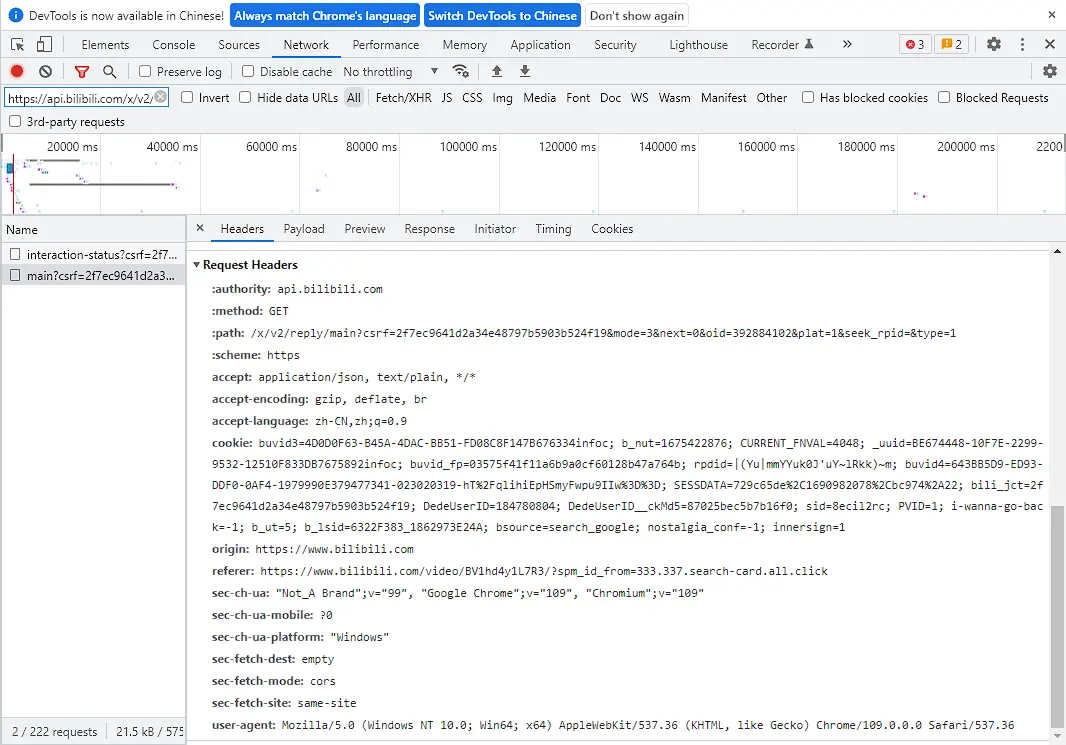 DevTools is now available in Chinese! Always match Chrome's language Switch DevTools to Chinese Don't show again
Elements Console Sources Network Performance Memory Application Security Lighthouse Recorder 3 2
Preserve log Disable cache No throttling
https://api.bilibili.com/x/v2/ Invert Hide data URLs All Fetch/XHR JS CSS Img Media Font Doc WS Wasm Manifest Other Has blocked cookies Blocked Requests
3rd-party requests
20000 ms 40000 ms 60000 ms 80000 ms 100000 ms 120000 ms 140000 ms 160000 ms 180000 ms 200000 ms 2200
Name Headers Payload Preview Response Initiator Timing Cookies
interaction-status?csrf=2f7...
main?csrf=2f7ec9641d2a3...
Request Headers
:authority: api.bilibili.com
:method: GET
:path: /x/v2/reply/main?csrf=2f7ec9641d2a34e48797b5903b524f19&mode=3&next=0&oid=392884102&plat=1&seek_rpid=&type=1
:scheme: https
accept: application/json, text/plain, */*
accept-encoding: gzip, deflate, br
accept-language: zh-CN,zh;q=0.9
cookie: buvid3=4D0D0F63-B45A-4DAC-BB51-FD08C8F147B676334infoc; b_nut=1675422876; CURRENT_FNVAL=4048; _uuid=BE674448-10F7E-2299-
9532-12510F833DB7675892infoc; buvid_fp=03575f41f11a6b9a0cf60128b47a764b; rpdid=|(Yu|mmYYuk0J'uY~lRkk)~m; buvid4=643BB5D9-ED93-
DDF0-0AF4-1979990E379477341-023020319-hT%2FqlihiEpHSmyFwpu9IIw%3D%3D; SESSDATA=729c65de%2C1690982078%2Cbc974%2A22; bili_jct=2f
7ec9641d2a34e48797b5903b524f19; DedeUserID=184780804; DedeUserID__ckMd5=87025bec5b7b16f0; sid=8ecil2rc; PVID=1; i-wanna-go-bac
k=-1; b_ut=5; b_lsid=6322F383_1862973E24A; bsource=search_google; nostalgia_conf=-1; innersign=1
origin: https://www.bilibili.com
referer: https://www.bilibili.com/video/BV1hd4y1L7R3/?spm_id_from=333.337.search-card.all.click
sec-ch-ua: "Not_A Brand";v="99", "Google Chrome";v="109", "Chromium";v="109"
sec-ch-ua-mobile: ?0
sec-ch-ua-platform: "Windows"
sec-fetch-dest: empty
sec-fetch-mode: cors
sec-fetch-site: same-site
user-agent: Mozilla/5.0 (Windows NT 10.0; Win64; x64) AppleWebKit/537.36 (KHTML, like Gecko) Chrome/109.0.0.0 Safari/537.36
2 / 222 requests 21.5 kB / 575